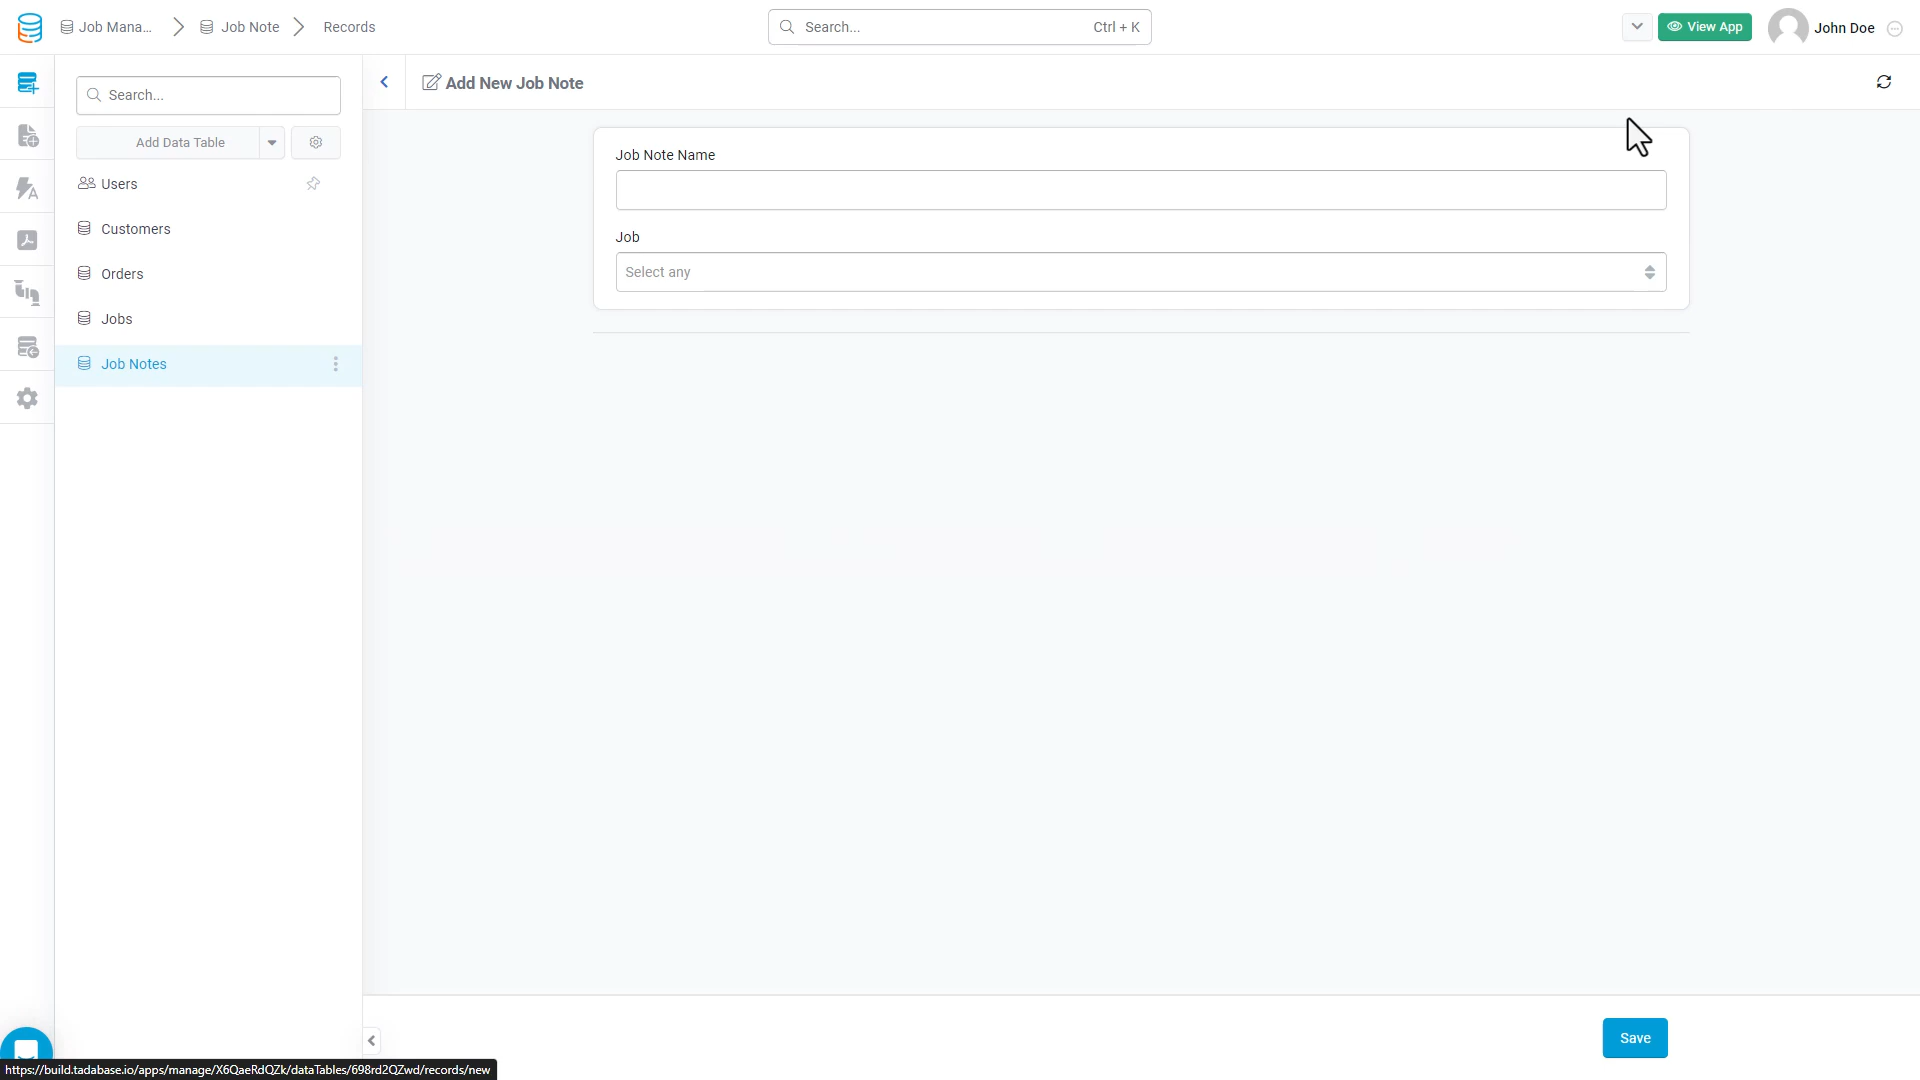 Job Mana...
Job Note
Records
Search...
Ctrl + K
View App
John Doe
Search...
Add Data Table
Users
Customers
Orders
Jobs
Job Notes
Add New Job Note
Job Note Name
Job
Select any
Save
https://build.tadabase.io/apps/manage/X6QaeRdQZk/dataTables/698rd2QZwd/records/new